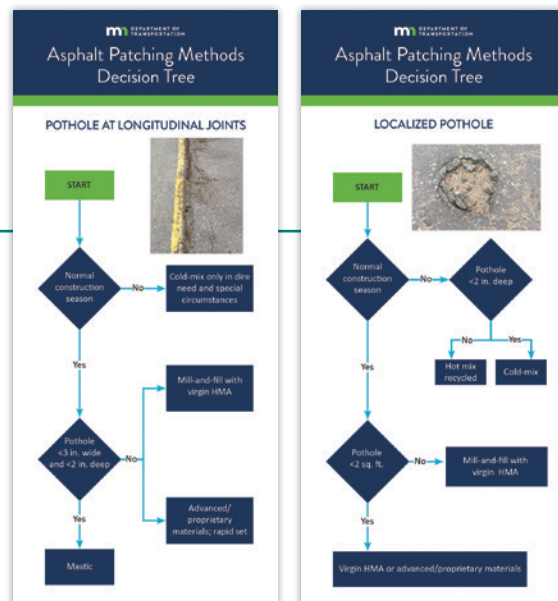 DEPARTMENT OF
TRANSPORTATION
Asphalt Patching Methods
Decision Tree
POTHOLE AT LONGITUDINAL JOINTS
START
Normal
construction
season
No
Cold-mix only in dire
need and special
circumstances
Yes
Mill-and-fill with
virgin HMA
Pothole
<3 in. wide
and <2 in. deep
No
Advanced/
proprietary
materials; rapid set
Yes
Mastic
DEPARTMENT OF
TRANSPORTATION
Asphalt Patching Methods
Decision Tree
LOCALIZED POTHOLE
START
Normal
construction
season
No
Pothole
<2 in. deep
No
Yes
Hot mix
recycled
Cold-mix
Yes
Pothole
<2 sq. ft.
No
Mill-and-fill with
virgin HMA
Yes
Virgin HMA or advanced/proprietary materials